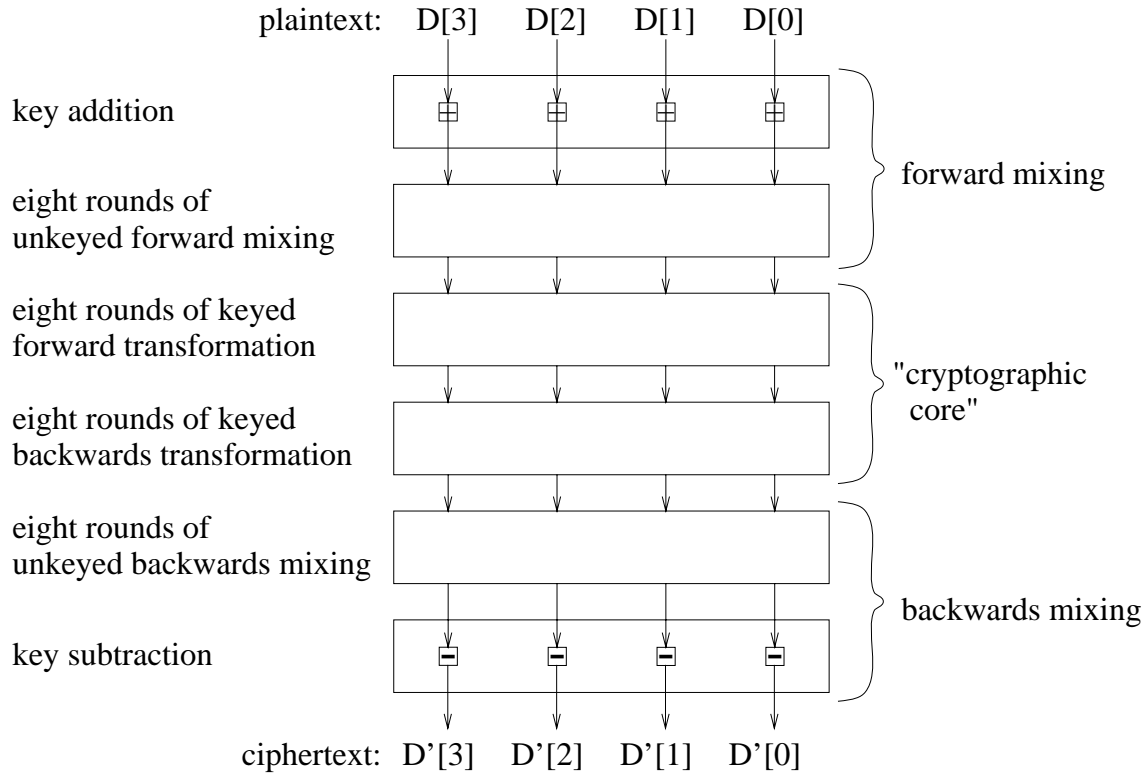 plaintext: D[3] D[2] D[1] D[0]
key addition
forward mixing
eight rounds of
unkeyed forward mixing
eight rounds of keyed
forward transformation
"cryptographic
core"
eight rounds of keyed
backwards transformation
eight rounds of
unkeyed backwards mixing
backwards mixing
key subtraction
ciphertext: D’[3] D’[2] D’[1] D’[0]